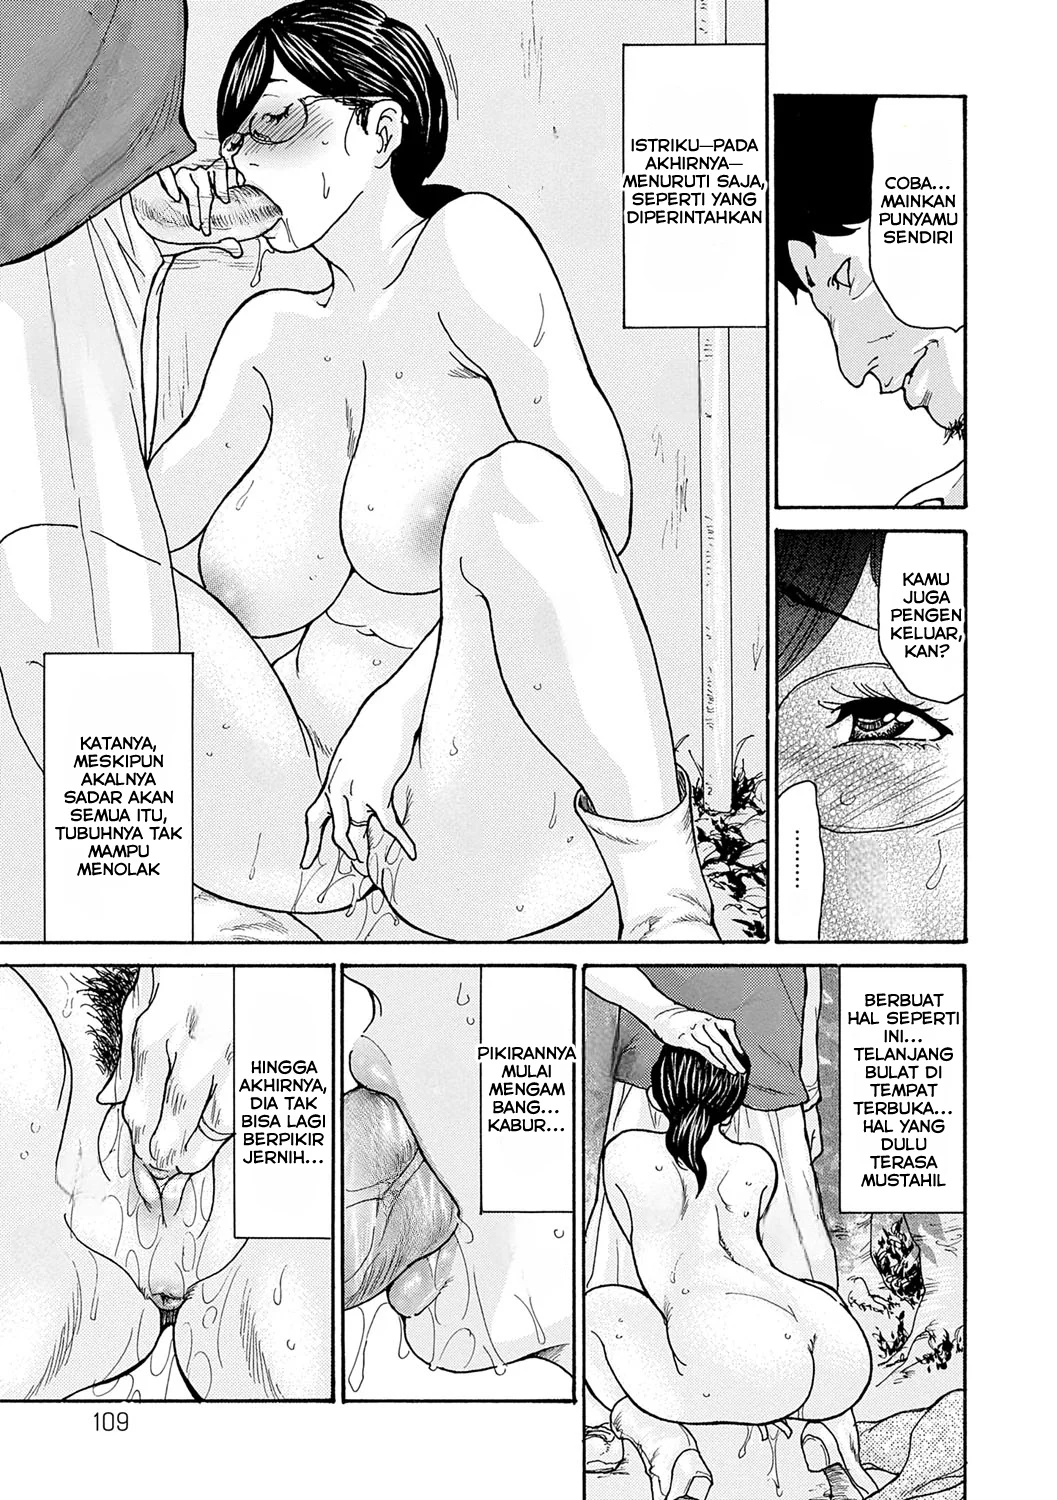 COBA...
MAINKAN
PUNYAMU
SENDIRI
KAMU
JUGA
PENGEN
KELUAR,
KAN?
.........
ISTRIKU—PADA
AKHIRNYA—
MENURUTI SAJA,
SEPERTI YANG
DIPERINTAHKAN
KATANYA,
MESKIPUN
AKALNYA
SADAR AKAN
SEMUA ITU,
TUBUHNYA TAK
MAMPU
MENOLAK
BERBUAT
HAL SEPERTI
INI...
TELANJANG
BULAT DI
TEMPAT
TERBUKA...
HAL YANG
DULU
TERASA
MUSTAHIL
PIKIRANNYA
MULAI
MENGAM
BANG...
KABUR...
HINGGA
AKHIRNYA,
DIA TAK
BISA LAGI
BERPIKIR
JERNIH...
109